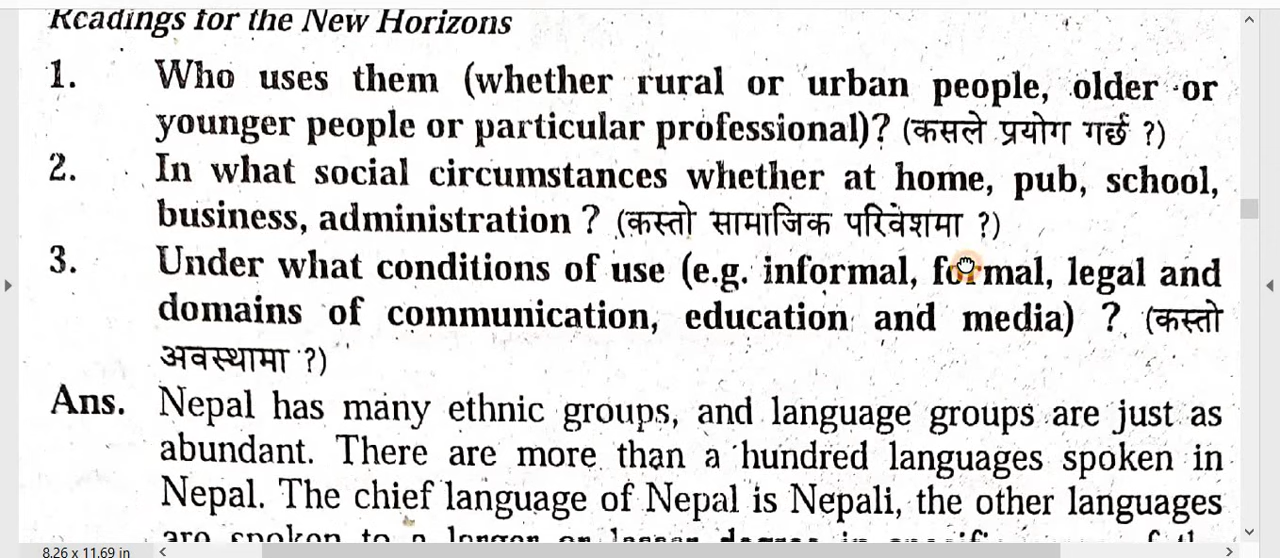 Readings for the New Horizons
1. Who uses them (whether rural or urban people, older or
younger people or particular professional)? (कसले प्रयोग गर्छ ?)
2. In what social circumstances whether at home, pub, school,
business, administration ? (कस्तो सामाजिक परिवेशमा ?)
3. Under what conditions of use (e.g. informal, formal, legal and
domains of communication, education and media) ? (कस्तो
अवस्थामा ?)
Ans. Nepal has many ethnic groups, and language groups are just as
abundant. There are more than a hundred languages spoken in
Nepal. The chief language of Nepal is Nepali, the other languages
are spoken to a
8.26 x 11.69 in